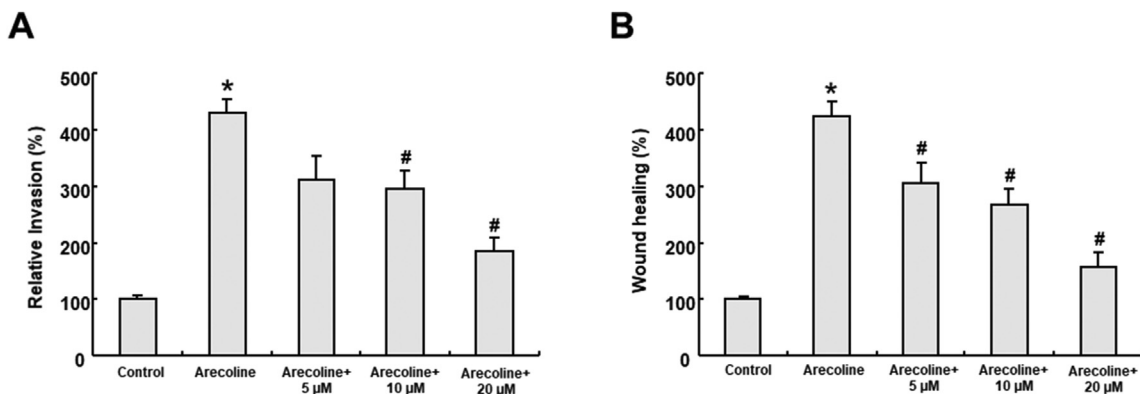 A
Relative Invasion (%)
500
400
300
200
100
0
*
#
#
Control
Arecoline
Arecoline+
5 μM
Arecoline+
10 μM
Arecoline+
20 μM
B
Wound healing (%)
500
400
300
200
100
0
*
#
#
#
Control
Arecoline
Arecoline+
5 μM
Arecoline+
10 μM
Arecoline+
20 μM